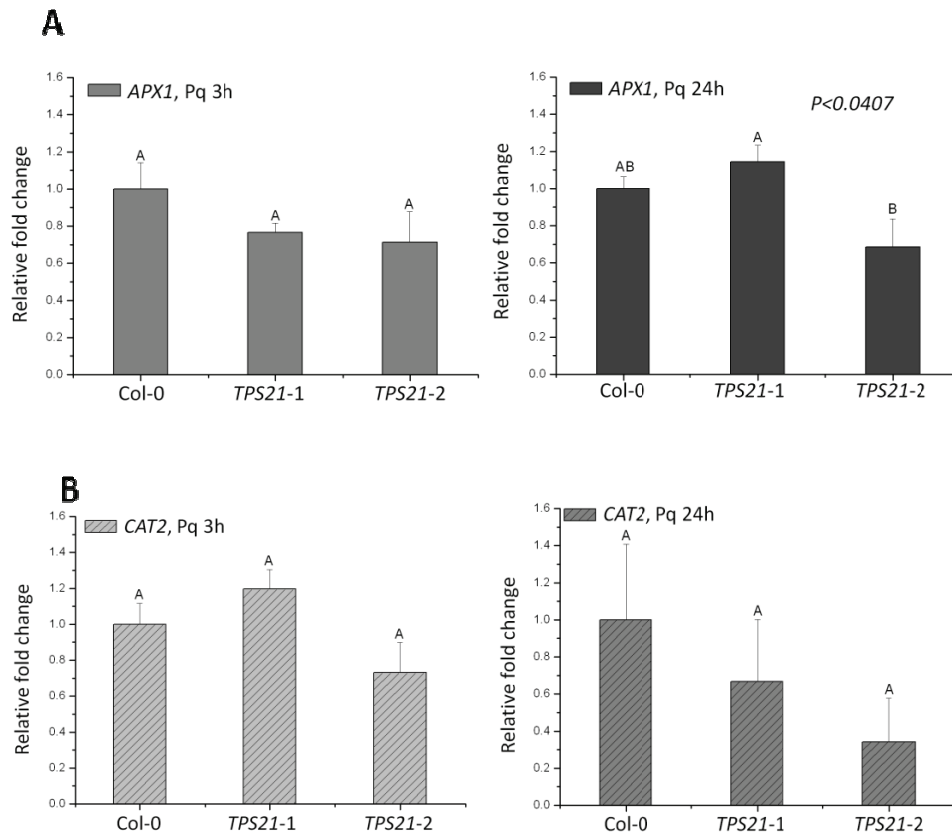 A
APX1, Pq 3h
Relative fold change
1.6
1.4
1.2
1.0
0.8
0.6
0.4
0.2
0.0
A
A
A
Col-0
TPS21-1
TPS21-2
APX1, Pq 24h
P<0.0407
Relative fold change
1.6
1.4
1.2
1.0
0.8
0.6
0.4
0.2
0.0
AB
A
B
Col-0
TPS21-1
TPS21-2
B
CAT2, Pq 3h
Relative fold change
1.6
1.4
1.2
1.0
0.8
0.6
0.4
0.2
0.0
A
A
A
Col-0
TPS21-1
TPS21-2
CAT2, Pq 24h
Relative fold change
1.6
1.4
1.2
1.0
0.8
0.6
0.4
0.2
0.0
A
A
A
Col-0
TPS21-1
TPS21-2